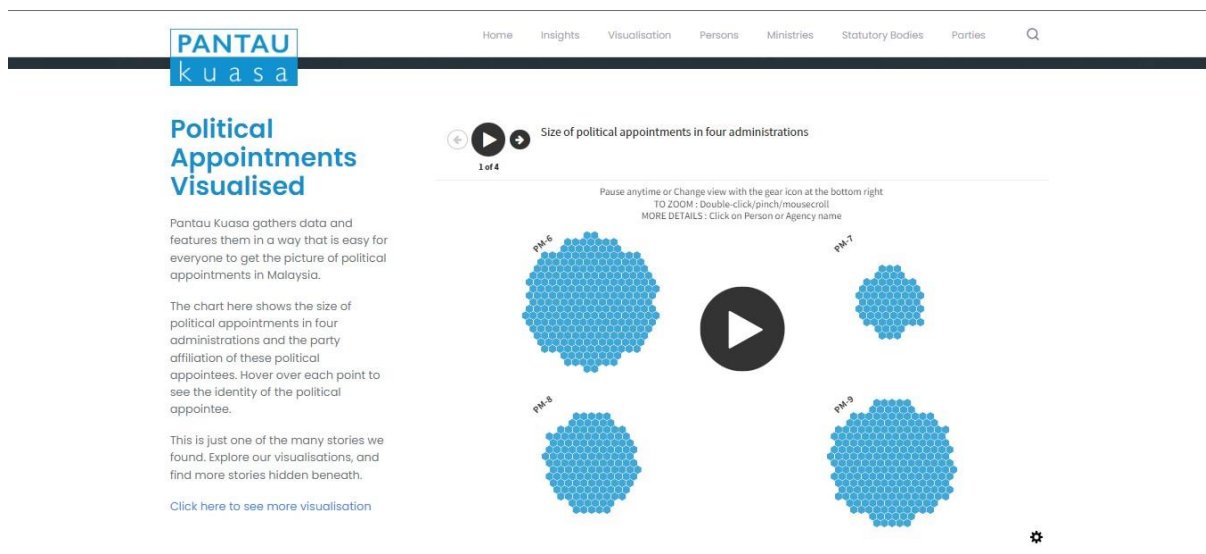 PANTAU
kuasa
Home Insights Visualisation Persons Ministries Statutory Bodies Parties
Political
Appointments
Visualised
Pantau Kuasa gathers data and
features them in a way that is easy for
everyone to get the picture of political
appointments in Malaysia.
The chart here shows the size of
political appointments in four
administrations and the party
affiliation of these political
appointees. Hover over each point to
see the identity of the political
appointee.
This is just one of the many stories we
found. Explore our visualisations, and
find more stories hidden beneath.
Click here to see more visualisation
Size of political appointments in four administrations
1 of 4
Pause anytime or Change view with the gear icon at the bottom right
TO ZOOM : Double-click/pinch/mousecroll
MORE DETAILS : Click on Person or Agency name
PM-6
PM-7
PM-8
PM-9